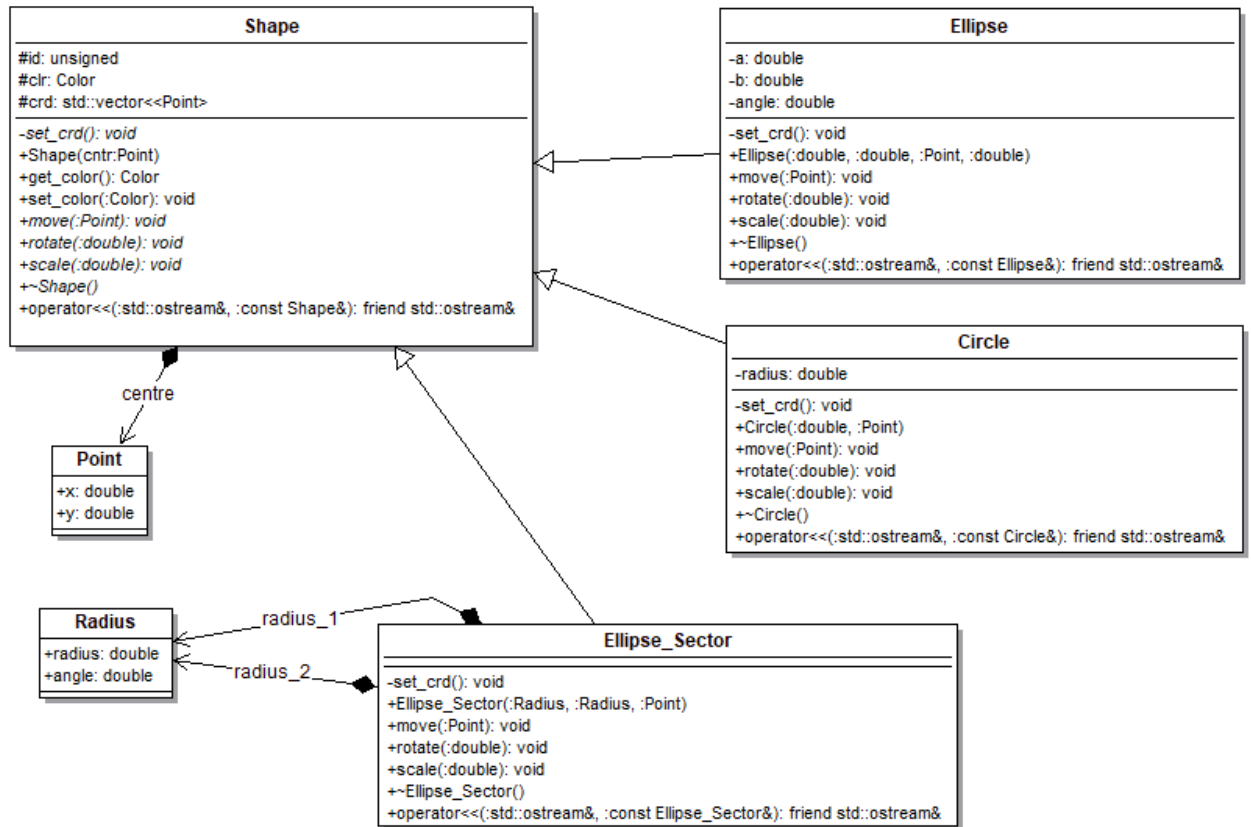 Shape
#id: unsigned
#clr: Color
#crd: std::vector<<Point>
-set_crd(): void
+Shape(cntr:Point)
+get_color(): Color
+set_color(:Color): void
+move(:Point): void
+rotate(:double): void
+scale(:double): void
+~Shape()
+operator<<(:std::ostream&, :const Shape&): friend std::ostream&
Ellipse
-a: double
-b: double
-angle: double
-set_crd(): void
+Ellipse(:double, :double, :Point, :double)
+move(:Point): void
+rotate(:double): void
+scale(:double): void
+~Ellipse()
+operator<<(:std::ostream&, :const Ellipse&): friend std::ostream&
Circle
-radius: double
-set_crd(): void
+Circle(:double, :Point)
+move(:Point): void
+rotate(:double): void
+scale(:double): void
+~Circle()
+operator<<(:std::ostream&, :const Circle&): friend std::ostream&
centre
Point
+x: double
+y: double
Radius
+radius: double
+angle: double
radius_1
radius_2
Ellipse_Sector
-set_crd(): void
+Ellipse_Sector(:Radius, :Radius, :Point)
+move(:Point): void
+rotate(:double): void
+scale(:double): void
+~Ellipse_Sector()
+operator<<(:std::ostream&, :const Ellipse_Sector&): friend std::ostream&